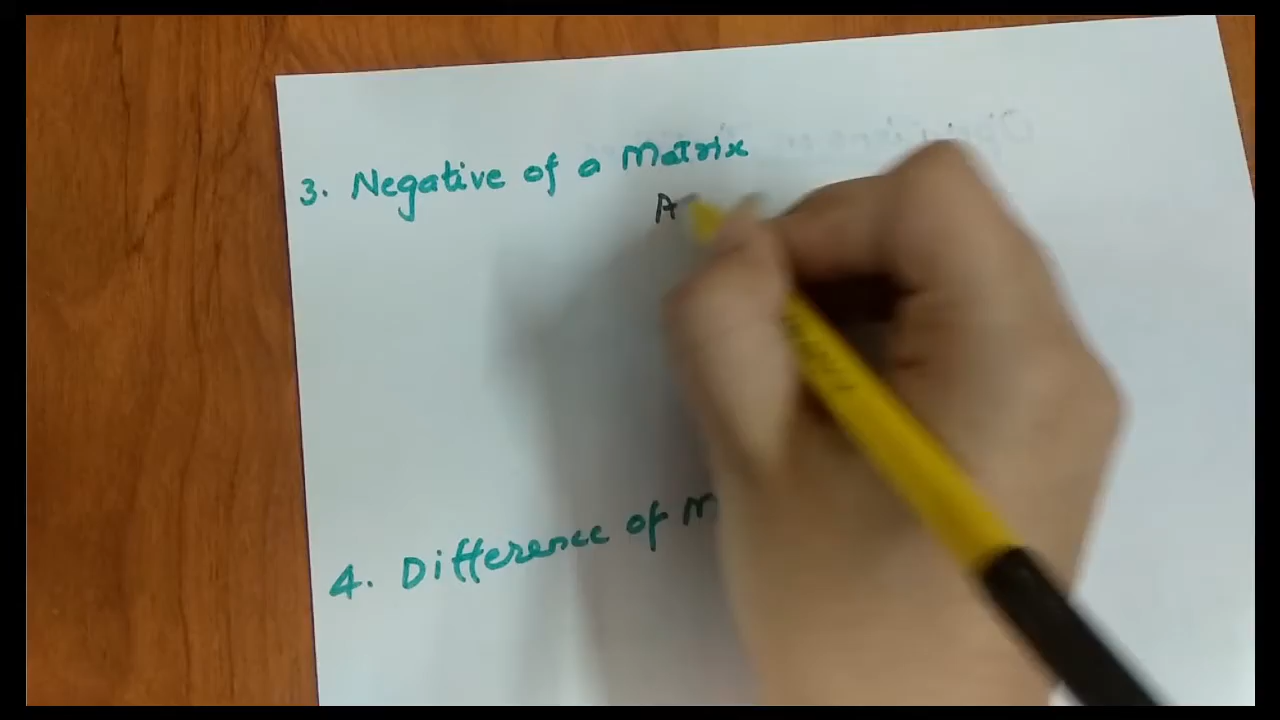 3. Negative of a Matrix
A
4. Difference of